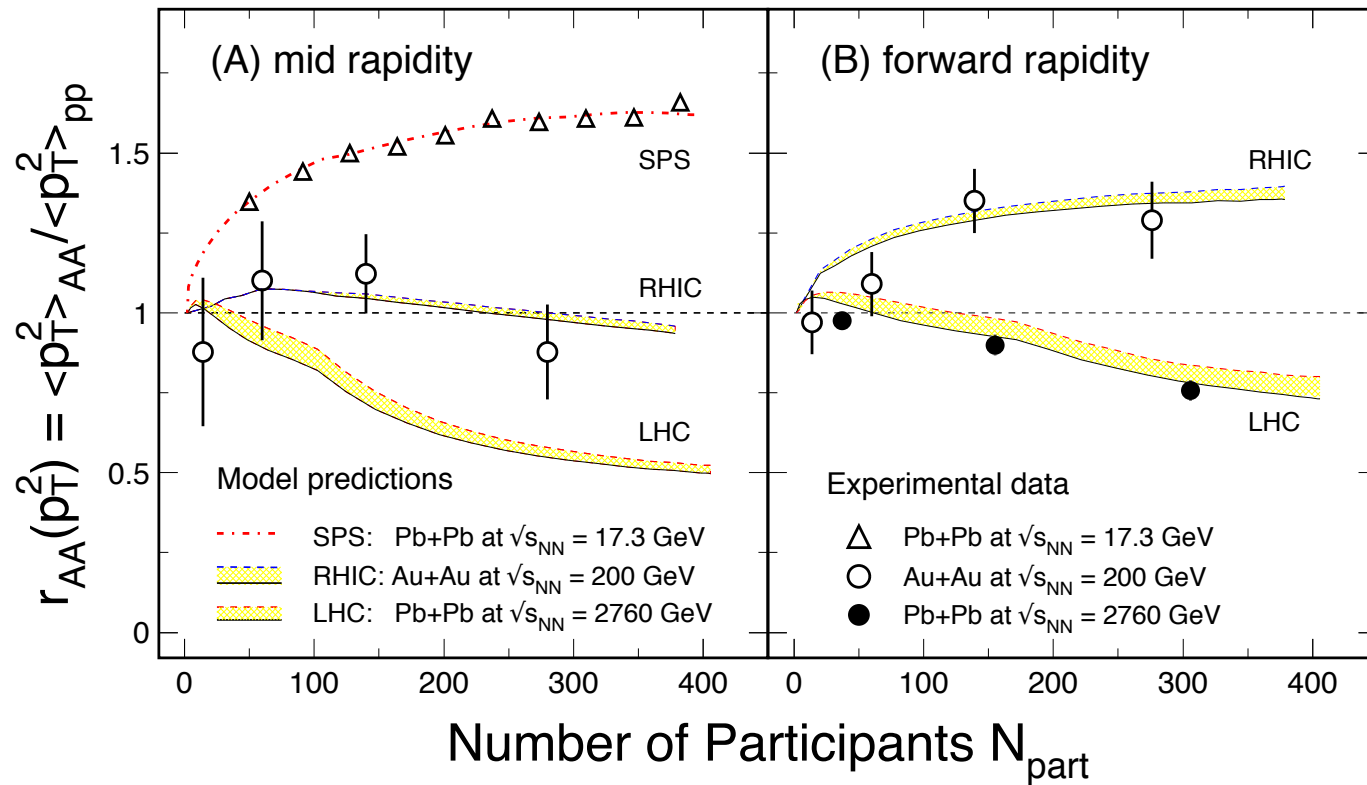 (A) mid rapidity
(B) forward rapidity
r_AA(p_T^2) = <p_T^2>_AA/<p_T^2>_pp
1.5
1
0.5
0
SPS
RHIC
LHC
RHIC
LHC
Model predictions
SPS: Pb+Pb at √s_NN = 17.3 GeV
RHIC: Au+Au at √s_NN = 200 GeV
LHC: Pb+Pb at √s_NN = 2760 GeV
Experimental data
Pb+Pb at √s_NN = 17.3 GeV
Au+Au at √s_NN = 200 GeV
Pb+Pb at √s_NN = 2760 GeV
0 100 200 300 400
0 100 200 300 400
Number of Participants N_part